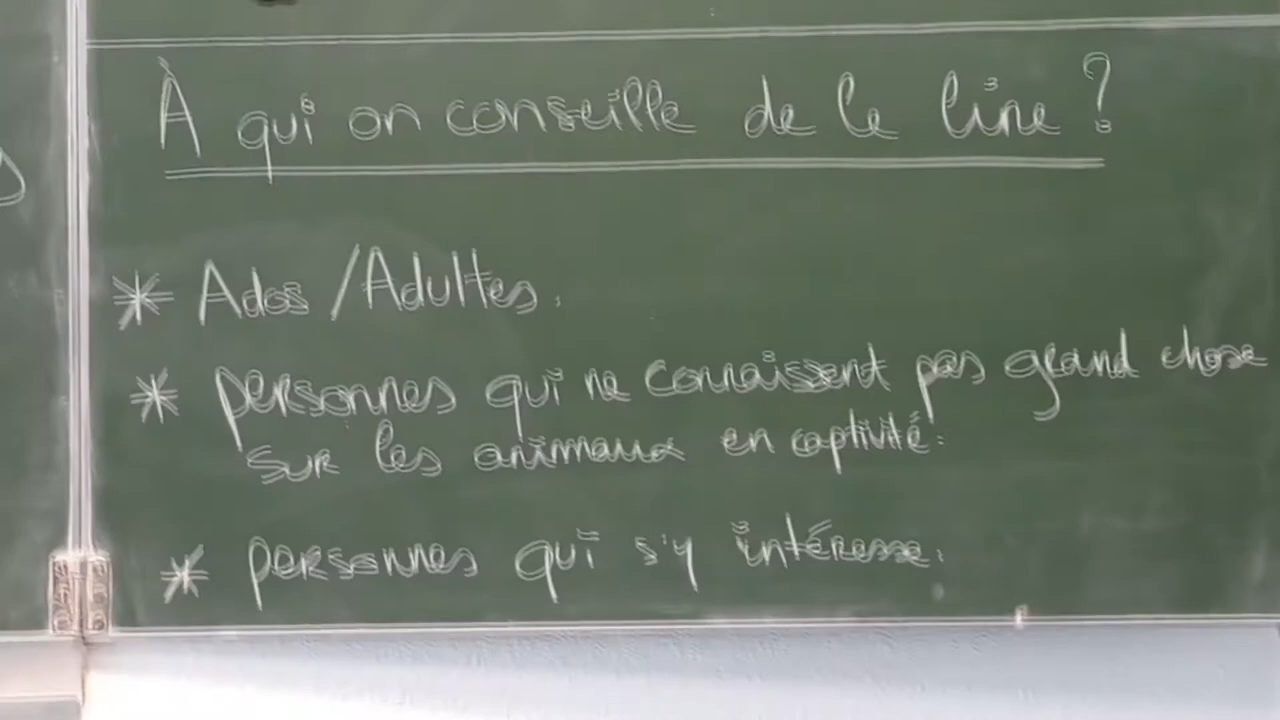 À qui on conseille de le lire ?
* Ados / Adultes.
* personnes qui ne connaissent pas grand chose
sur les animaux en captivité.
* personnes qui s'y intéresse.